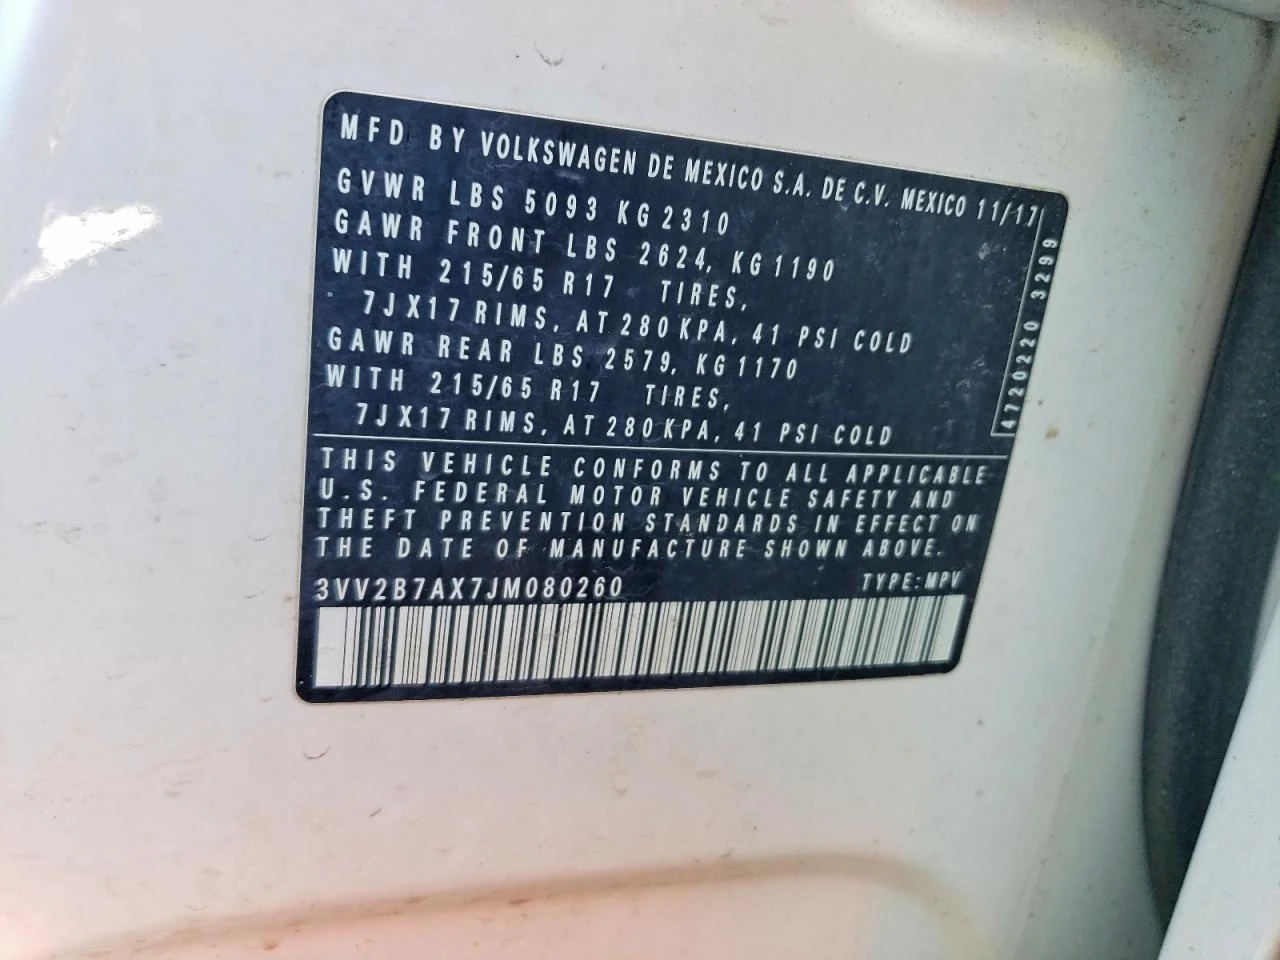 MFD BY VOLKSWAGEN DE MEXICO S.A. DE C.V. MEXICO 11/17
GVWR LBS 5093 KG 2310
GAWR FRONT LBS 2624, KG 1190
WITH 215/65 R17 TIRES,
7JX17 RIMS, AT 280 KPA, 41 PSI COLD
GAWR REAR LBS 2579, KG 1170
WITH 215/65 R17 TIRES,
7JX17 RIMS, AT 280 KPA, 41 PSI COLD
4720220 3299
THIS VEHICLE CONFORMS TO ALL APPLICABLE
U.S. FEDERAL MOTOR VEHICLE SAFETY AND
THEFT PREVENTION STANDARDS IN EFFECT ON
THE DATE OF MANUFACTURE SHOWN ABOVE.
3VV2B7AX7JM080260 TYPE: MPV